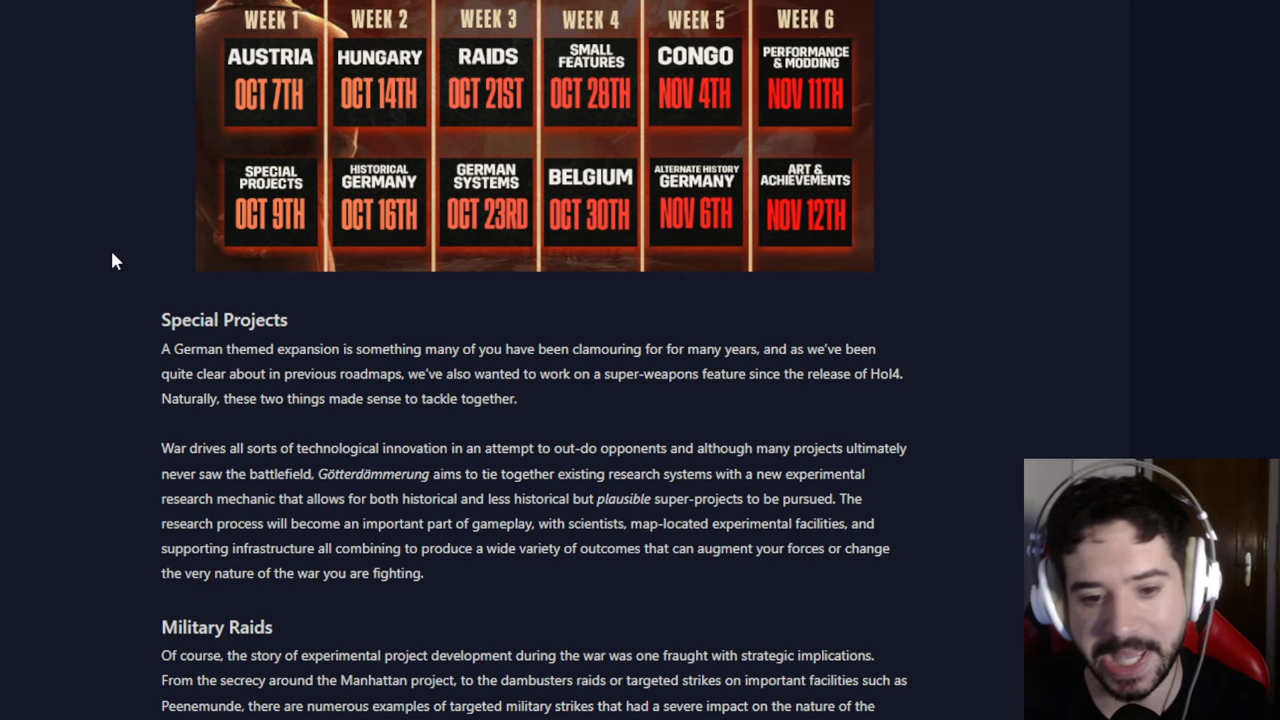 WEEK 1 WEEK 2 WEEK 3 WEEK 4 WEEK 5 WEEK 6
AUSTRIA
OCT 7TH
HUNGARY
OCT 14TH
RAIDS
OCT 21ST
SMALL
FEATURES
OCT 28TH
CONGO
NOV 4TH
PERFORMANCE
& MODDING
NOV 11TH
SPECIAL
PROJECTS
OCT 9TH
HISTORICAL
GERMANY
OCT 16TH
GERMAN
SYSTEMS
OCT 23RD
BELGIUM
OCT 30TH
ALTERNATE HISTORY
GERMANY
NOV 6TH
ART &
ACHIEVEMENTS
NOV 12TH
Special Projects
A German themed expansion is something many of you have been clamouring for for many years, and as we’ve been
quite clear about in previous roadmaps, we’ve also wanted to work on a super-weapons feature since the release of HoI4.
Naturally, these two things made sense to tackle together.
War drives all sorts of technological innovation in an attempt to out-do opponents and although many projects ultimately
never saw the battlefield, Götterdämmerung aims to tie together existing research systems with a new experimental
research mechanic that allows for both historical and less historical but plausible super-projects to be pursued. The
research process will become an important part of gameplay, with scientists, map-located experimental facilities, and
supporting infrastructure all combining to produce a wide variety of outcomes that can augment your forces or change
the very nature of the war you are fighting.
Military Raids
Of course, the story of experimental project development during the war was one fraught with strategic implications.
From the secrecy around the Manhattan project, to the dambusters raids or targeted strikes on important facilities such as
Peenemunde, there are numerous examples of targeted military strikes that had a severe impact on the nature of the